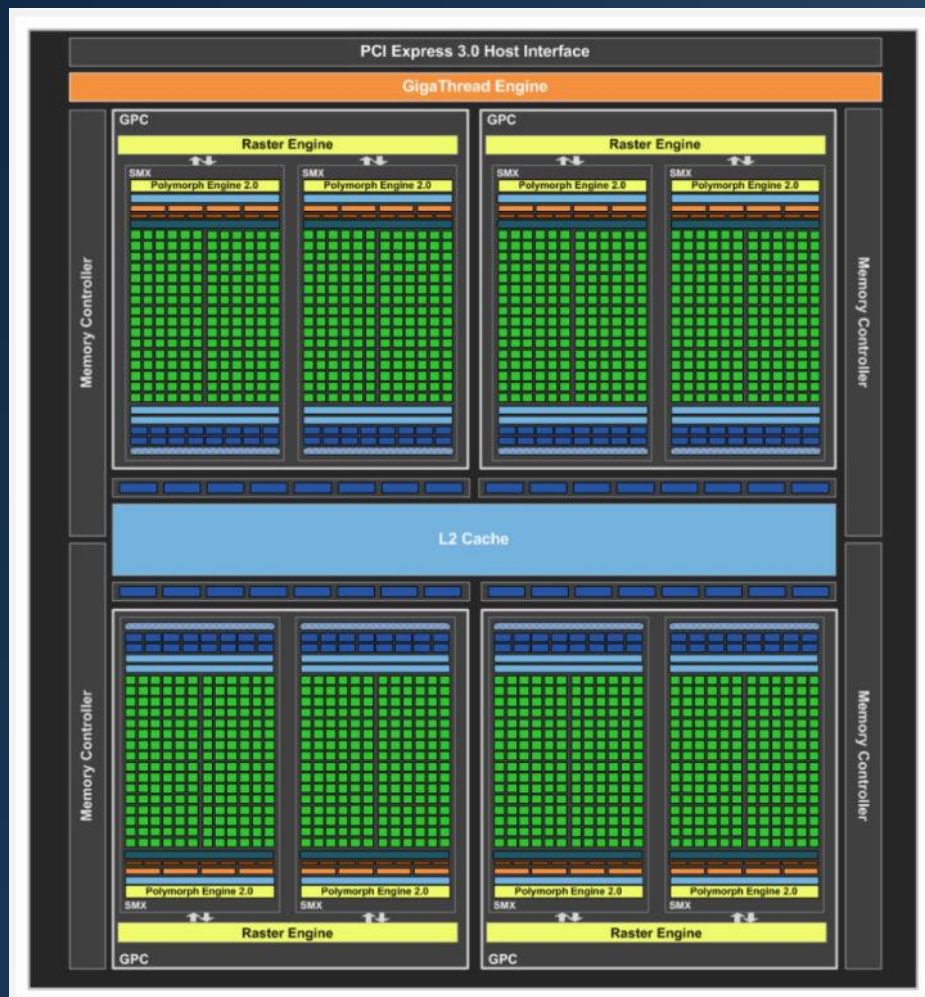 PCI Express 3.0 Host Interface
GigaThread Engine
Memory Controller
Memory Controller
GPC
Raster Engine
SMX
Polymorph Engine 2.0
SMX
Polymorph Engine 2.0
GPC
Raster Engine
SMX
Polymorph Engine 2.0
SMX
Polymorph Engine 2.0
L2 Cache
Memory Controller
Memory Controller
Polymorph Engine 2.0
SMX
Polymorph Engine 2.0
SMX
Raster Engine
GPC
Polymorph Engine 2.0
SMX
Polymorph Engine 2.0
SMX
Raster Engine
GPC